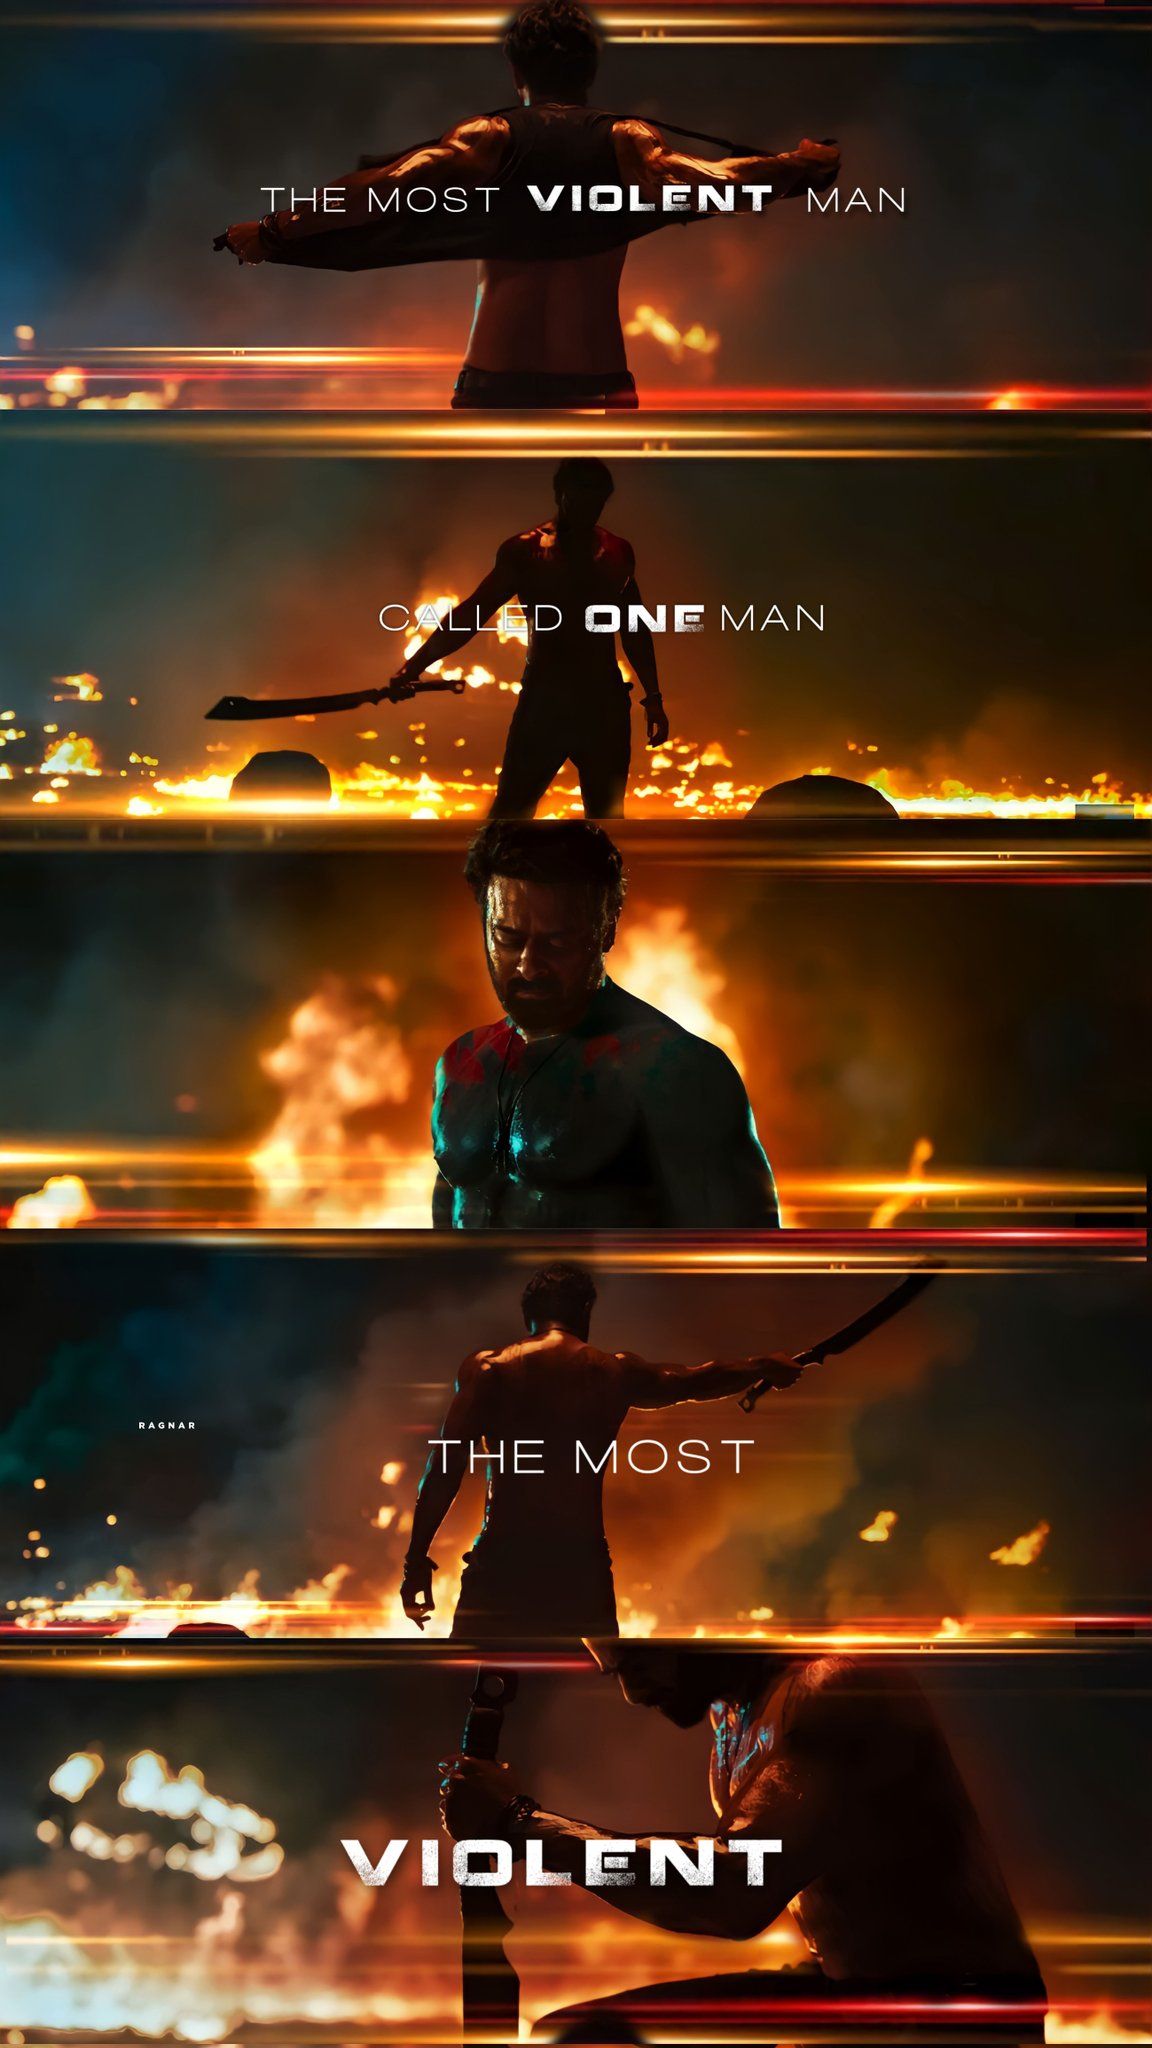 THE MOST VIOLENT MAN
CALLED ONE MAN
RAGNAR
THE MOST
VIOLENT